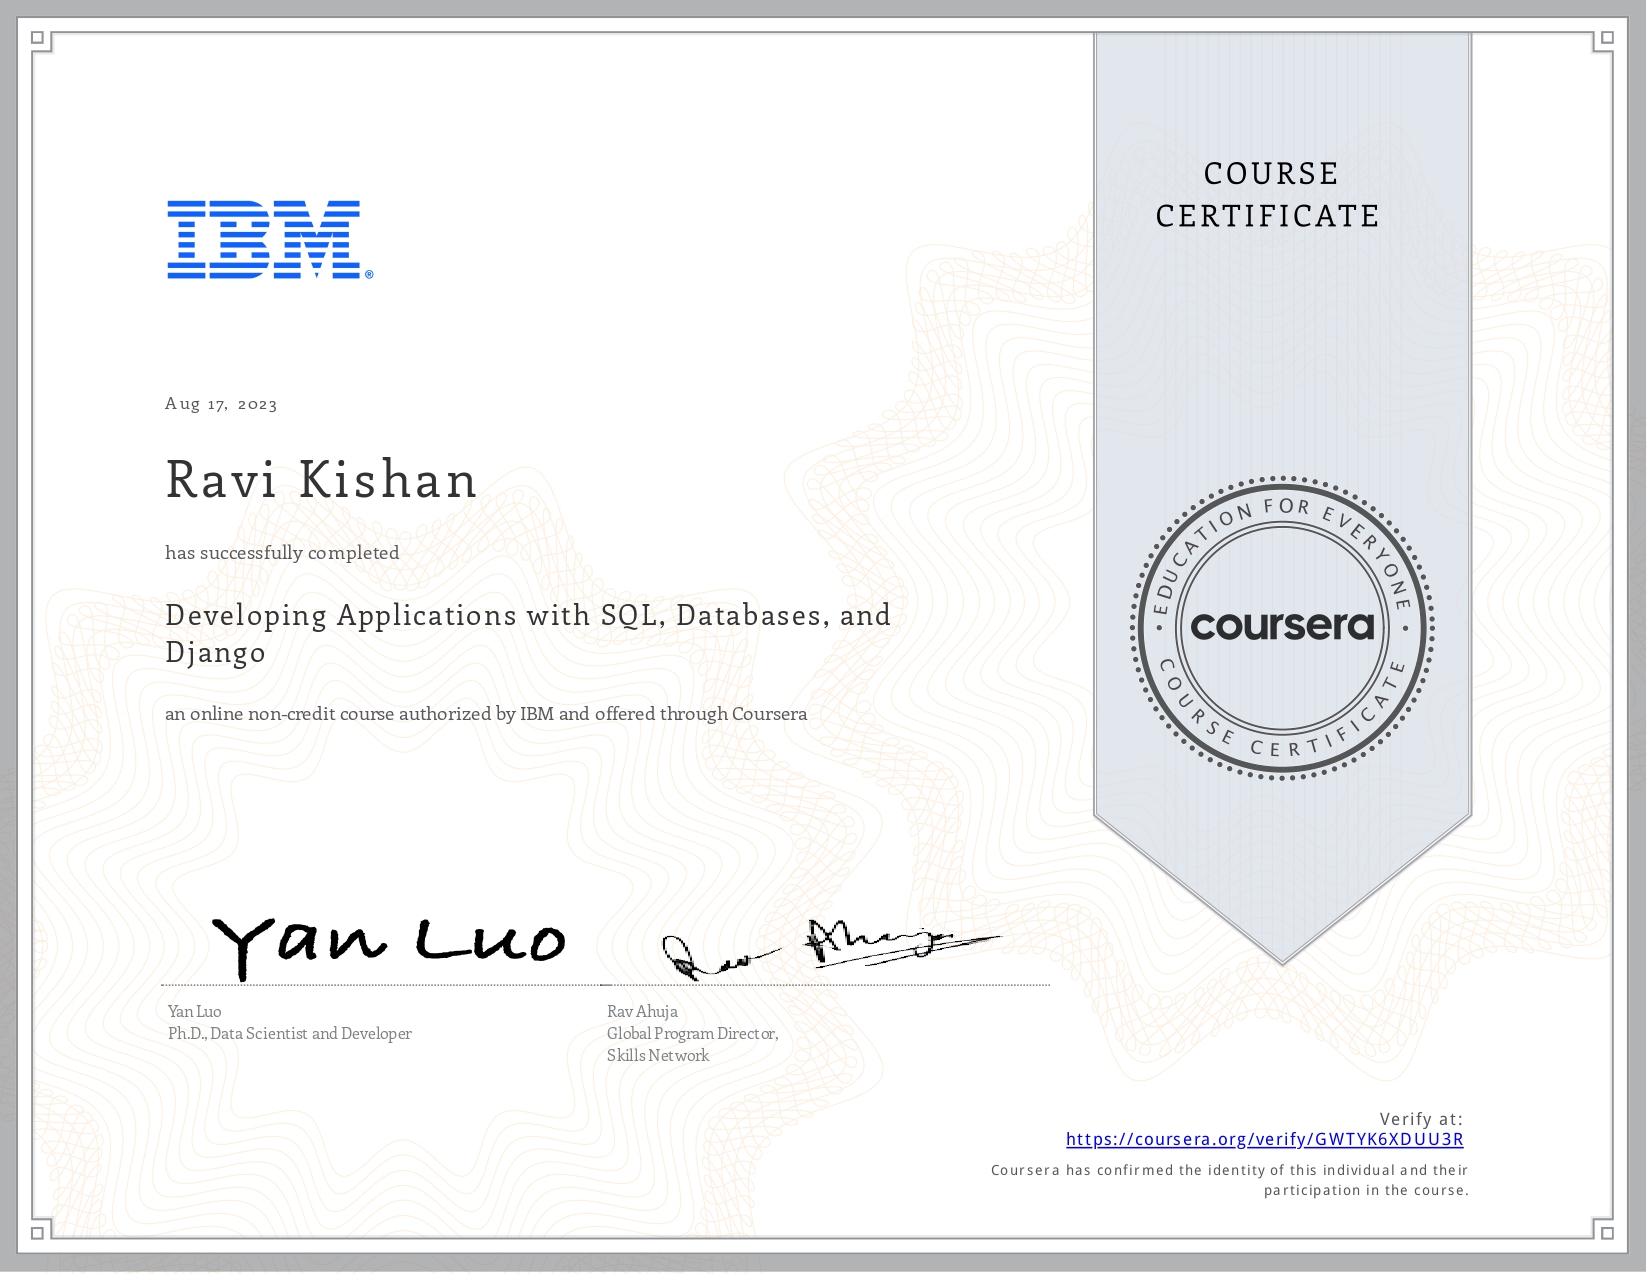 COURSE
CERTIFICATE
IBM®
Aug 17, 2023
Ravi Kishan
has successfully completed
Developing Applications with SQL, Databases, and
Django
an online non-credit course authorized by IBM and offered through Coursera
EDUCATION FOR EVERYONE
coursera
COURSE CERTIFICATE
Yan Luo
Rav Ahuja
Yan Luo
Ph.D., Data Scientist and Developer
Rav Ahuja
Global Program Director,
Skills Network
Verify at:
https://coursera.org/verify/GWTYK6XDUU3R
Coursera has confirmed the identity of this individual and their
participation in the course.